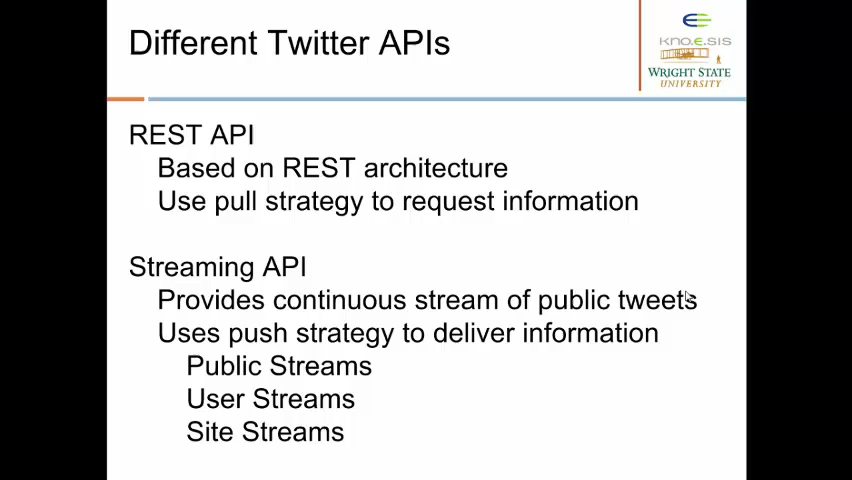 Different Twitter APIs
kno.e.sis
WRIGHT STATE
UNIVERSITY
REST API
Based on REST architecture
Use pull strategy to request information
Streaming API
Provides continuous stream of public tweets
Uses push strategy to deliver information
Public Streams
User Streams
Site Streams